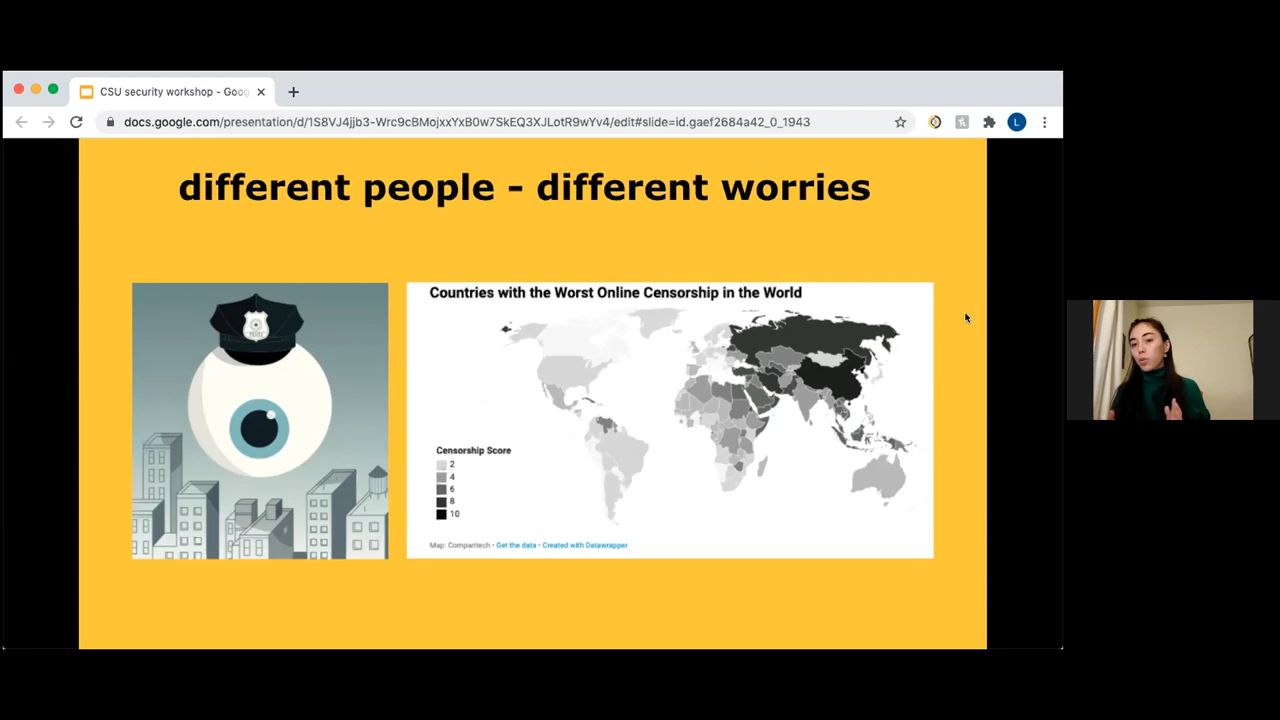 CSU security workshop - Goog
docs.google.com/presentation/d/1S8VJ4jjb3-Wrc9cBMojxxYxB0w7SkEQ3XJLotR9wYv4/edit#slide=id.gaef2684a42_0_1943
L
different people - different worries
Countries with the Worst Online Censorship in the World
Censorship Score
2
4
6
8
10
Map: Comparitech • Get the data • Created with Datawrapper